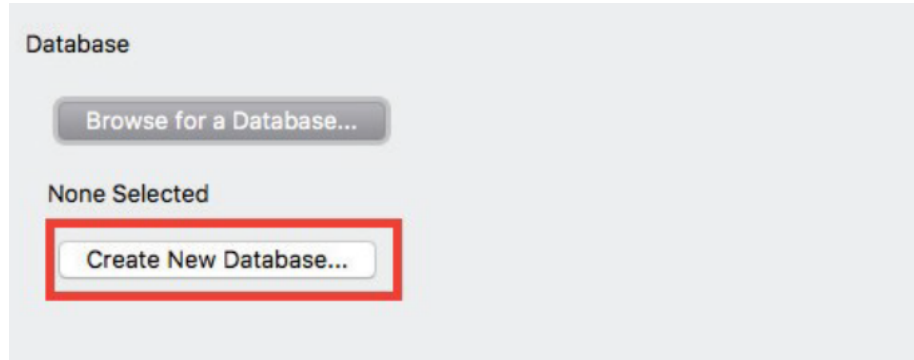 Database
Browse for a Database...
None Selected
Create New Database...